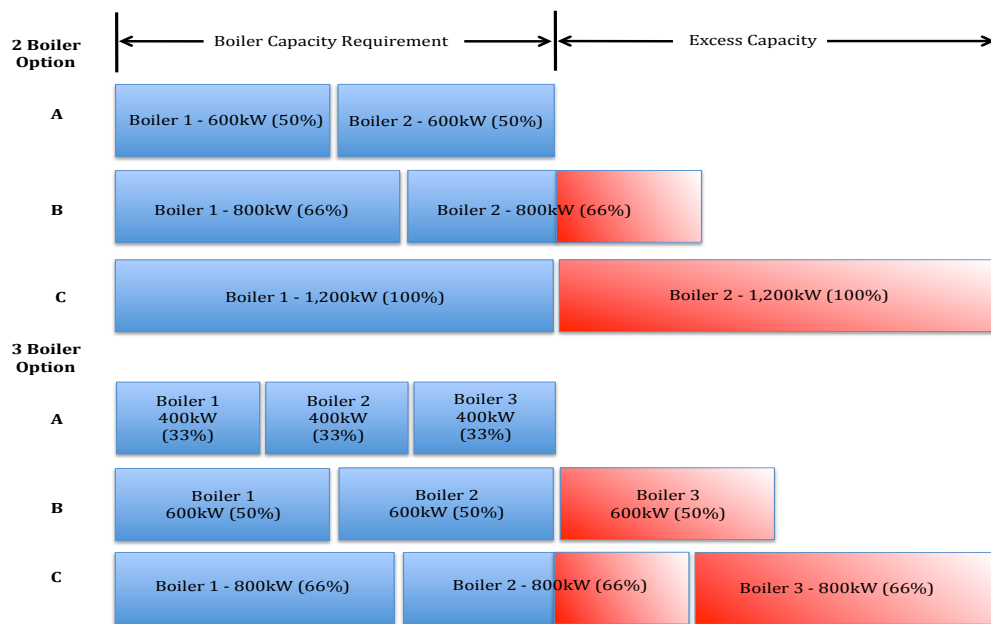 2 Boiler
Option
Boiler Capacity Requirement
Excess Capacity
A
Boiler 1 - 600kW (50%)
Boiler 2 - 600kW (50%)
B
Boiler 1 - 800kW (66%)
Boiler 2 - 800kW (66%)
C
Boiler 1 - 1,200kW (100%)
Boiler 2 - 1,200kW (100%)
3 Boiler
Option
A
Boiler 1
400kW
(33%)
Boiler 2
400kW
(33%)
Boiler 3
400kW
(33%)
B
Boiler 1
600kW (50%)
Boiler 2
600kW (50%)
Boiler 3
600kW (50%)
C
Boiler 1 - 800kW (66%)
Boiler 2 - 800kW (66%)
Boiler 3 - 800kW (66%)